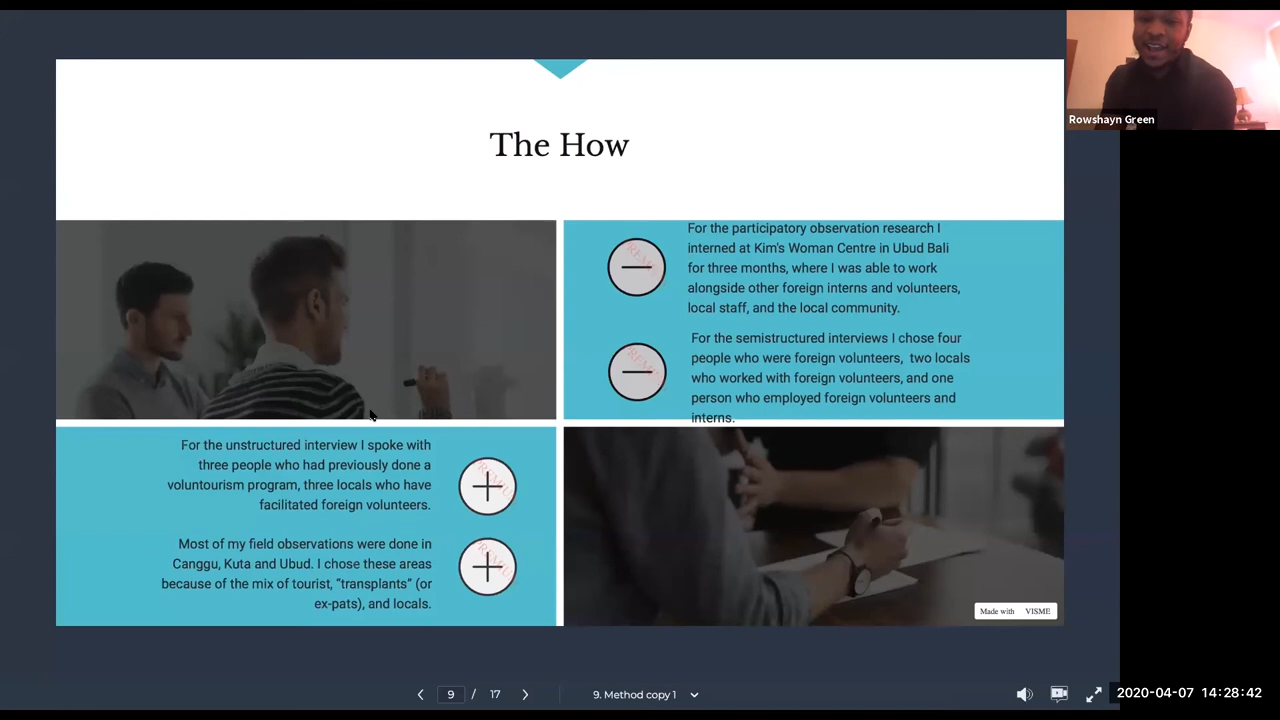 Rowshayn Green
The How
For the participatory observation research I
interned at Kim's Woman Centre in Ubud Bali
for three months, where I was able to work
alongside other foreign interns and volunteers,
local staff, and the local community.
For the semistructured interviews I chose four
people who were foreign volunteers, two locals
who worked with foreign volunteers, and one
person who employed foreign volunteers and
interns.
For the unstructured interview I spoke with
three people who had previously done a
voluntourism program, three locals who have
facilitated foreign volunteers.
Most of my field observations were done in
Canggu, Kuta and Ubud. I chose these areas
because of the mix of tourist, “transplants” (or
ex-pats), and locals.
Made with VISME
9 / 17
9. Method copy 1
2020-04-07 14:28:42